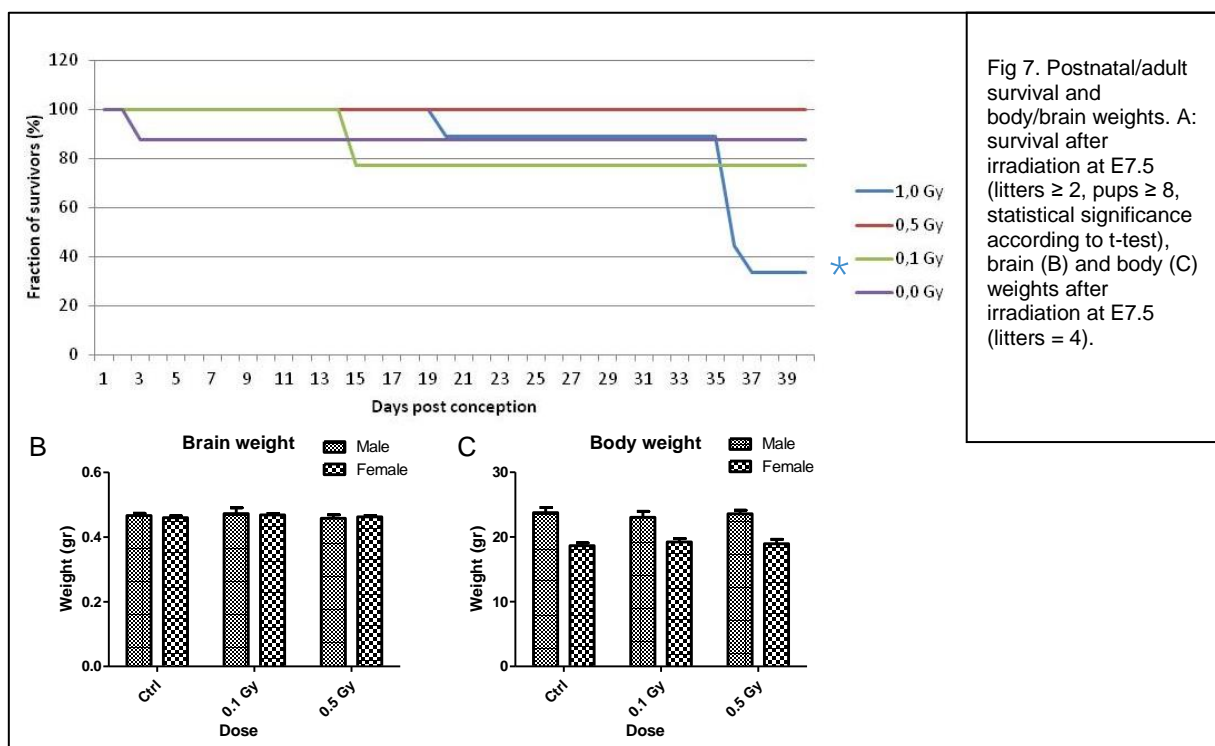 120
100
80
60
40
20
0
Fraction of survivors (%)
1 3 5 7 9 11 13 15 17 19 21 23 25 27 29 31 33 35 37 39
Days post conception
1,0 Gy
0,5 Gy
0,1 Gy
0,0 Gy
*
Fig 7. Postnatal/adult
survival and
body/brain weights. A:
survival after
irradiation at E7.5
(litters ≥ 2, pups ≥ 8,
statistical significance
according to t-test),
brain (B) and body (C)
weights after
irradiation at E7.5
(litters = 4).
B
Brain weight
Male
Female
0.6
0.4
0.2
0.0
Weight (gr)
Ctrl
0.1 Gy
0.5 Gy
Dose
C
Body weight
Male
Female
30
20
10
0
Weight (gr)
Ctrl
0.1 Gy
0.5 Gy
Dose